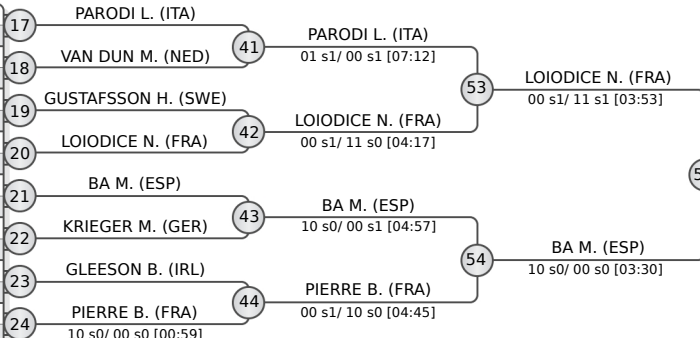 17
PARODI L. (ITA)
18
VAN DUN M. (NED)
41
PARODI L. (ITA)
01 s1/ 00 s1 [07:12]
19
GUSTAFSSON H. (SWE)
20
LOIODICE N. (FRA)
42
LOIODICE N. (FRA)
00 s1/ 11 s0 [04:17]
53
LOIODICE N. (FRA)
00 s1/ 11 s1 [03:53]
21
BA M. (ESP)
22
KRIEGER M. (GER)
43
BA M. (ESP)
10 s0/ 00 s1 [04:57]
23
GLEESON B. (IRL)
24
PIERRE B. (FRA)
10 s0/ 00 s0 [00:59]
44
PIERRE B. (FRA)
00 s1/ 10 s0 [04:45]
54
BA M. (ESP)
10 s0/ 00 s0 [03:30]